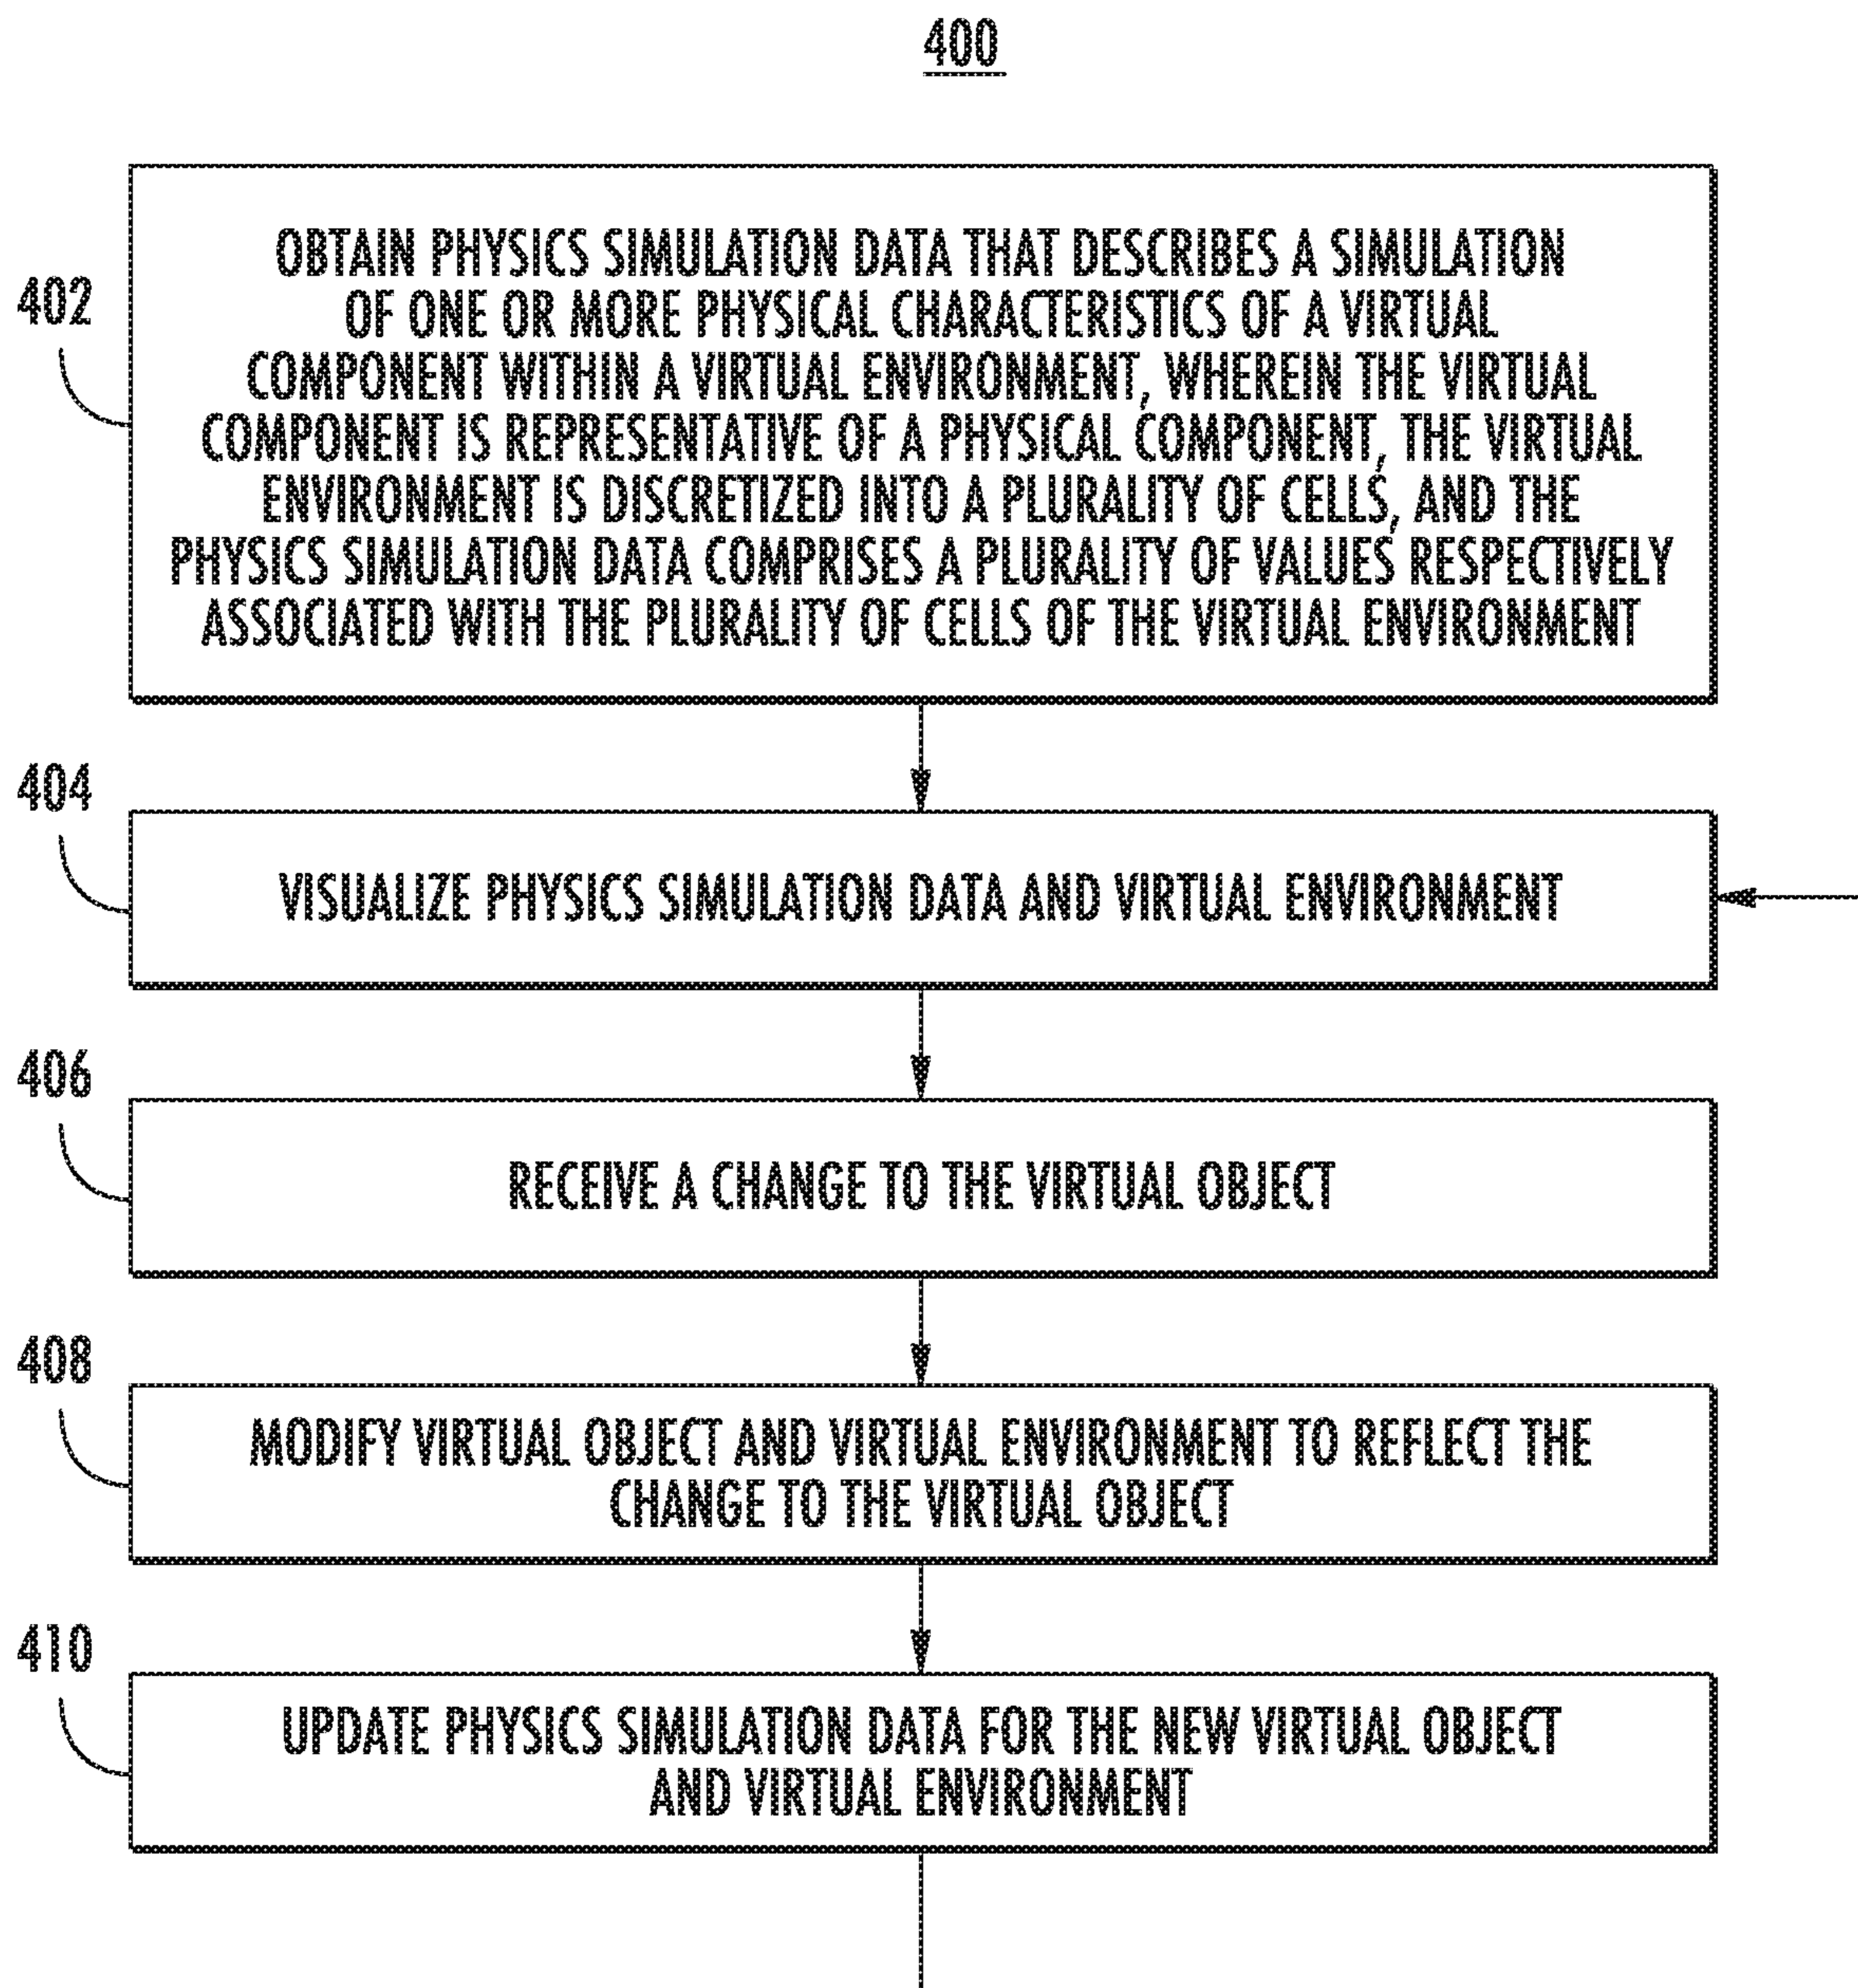 400
402
OBTAIN PHYSICS SIMULATION DATA THAT DESCRIBES A SIMULATION
OF ONE OR MORE PHYSICAL CHARACTERISTICS OF A VIRTUAL
COMPONENT WITHIN A VIRTUAL ENVIRONMENT, WHEREIN THE VIRTUAL
COMPONENT IS REPRESENTATIVE OF A PHYSICAL COMPONENT, THE VIRTUAL
ENVIRONMENT IS DISCRETIZED INTO A PLURALITY OF CELLS, AND THE
PHYSICS SIMULATION DATA COMPRISES A PLURALITY OF VALUES RESPECTIVELY
ASSOCIATED WITH THE PLURALITY OF CELLS OF THE VIRTUAL ENVIRONMENT
404
VISUALIZE PHYSICS SIMULATION DATA AND VIRTUAL ENVIRONMENT
406
RECEIVE A CHANGE TO THE VIRTUAL OBJECT
408
MODIFY VIRTUAL OBJECT AND VIRTUAL ENVIRONMENT TO REFLECT THE
CHANGE TO THE VIRTUAL OBJECT
410
UPDATE PHYSICS SIMULATION DATA FOR THE NEW VIRTUAL OBJECT
AND VIRTUAL ENVIRONMENT